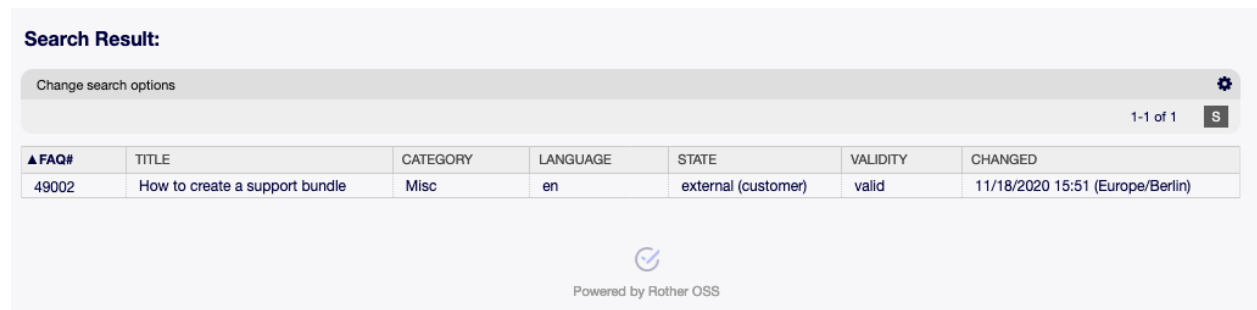 Search Result:
Change search options
1-1 of 1 S
▲FAQ# TITLE CATEGORY LANGUAGE STATE VALIDITY CHANGED
49002 How to create a support bundle Misc en external (customer) valid 11/18/2020 15:51 (Europe/Berlin)
Powered by Rother OSS